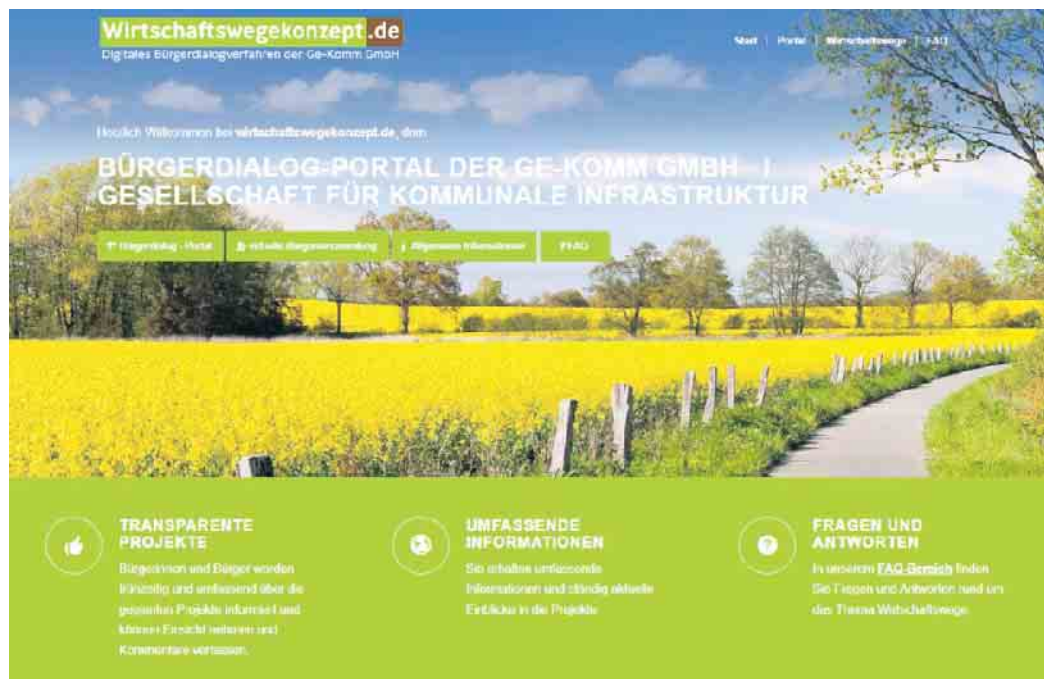 Wirtschaftswegekonzept.de
Digitales Bürgerdialogverfahren der Ge-Komm GmbH
Start | Portal | Wirtschaftswege | FAQ
Herzlich Willkommen bei wirtschaftswegekonzept.de, dem
BÜRGERDIALOG-PORTAL DER GE-KOMM GMBH I
GESELLSCHAFT FÜR KOMMUNALE INFRASTRUKTUR
Bürgerdialog - Portal
virtuelle Bürgerversammlung
Allgemeine Informationen
FAQ
TRANSPARENTE
PROJEKTE
Bürgerinnen und Bürger werden
frühzeitig und umfassend über die
geplanten Projekte informiert und
können Einsicht nehmen und
Kommentare verfassen.
UMFASSENDE
INFORMATIONEN
Sie erhalten umfassende
Informationen und ständig aktuelle
Einblicke in die Projekte
FRAGEN UND
ANTWORTEN
In unserem FAQ-Bereich finden
Sie Fragen und Antworten rund um
das Thema Wirtschaftswege.